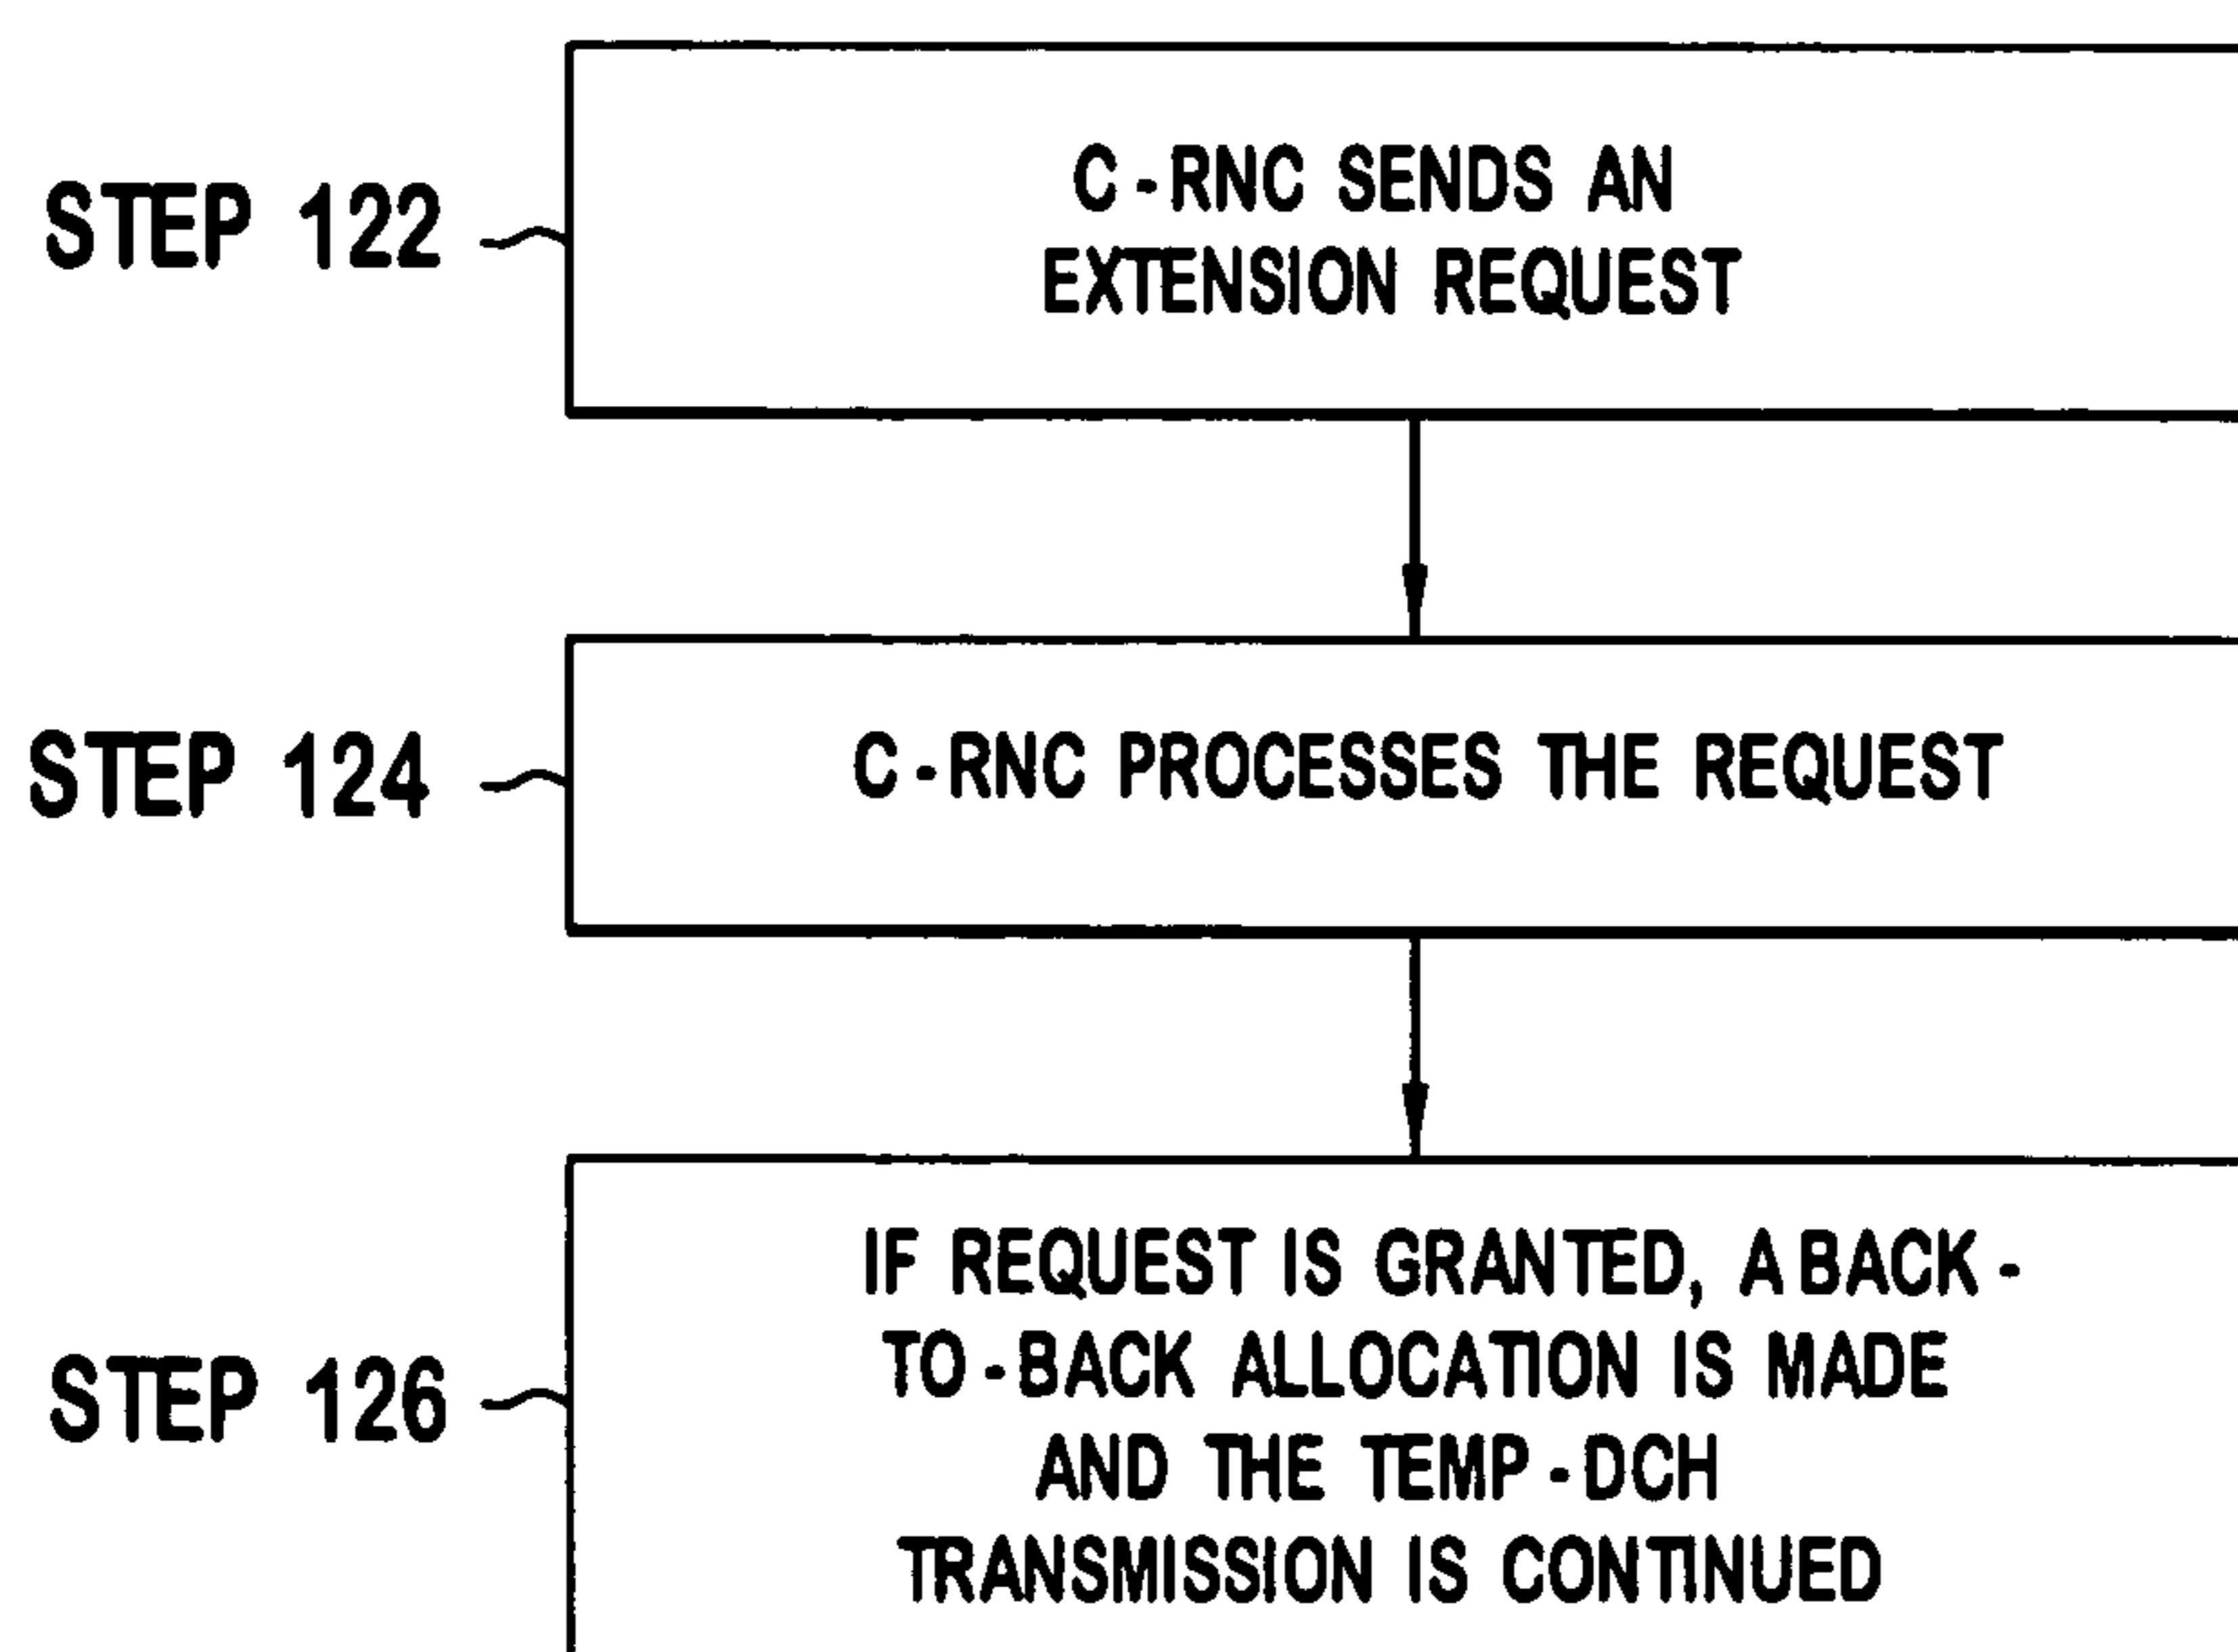 STEP 122
C-RNC SENDS AN
EXTENSION REQUEST
STEP 124
C-RNC PROCESSES THE REQUEST
STEP 126
IF REQUEST IS GRANTED, A BACK-
TO-BACK ALLOCATION IS MADE
AND THE TEMP-DCH
TRANSMISSION IS CONTINUED